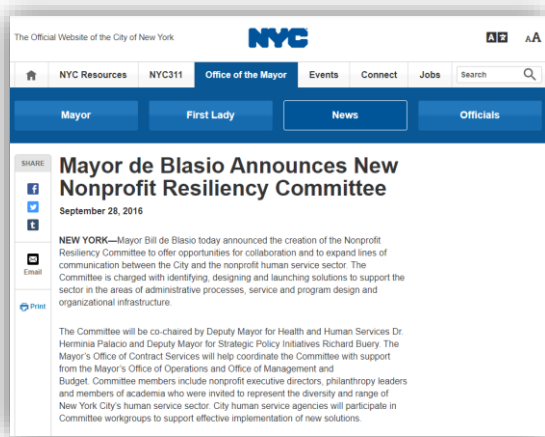 The Official Website of the City of New York
NYC
AA
NYC Resources
NYC311
Office of the Mayor
Events
Connect
Jobs
Search
Mayor
First Lady
News
Officials
SHARE
Email
Print
Mayor de Blasio Announces New
Nonprofit Resiliency Committee
September 28, 2016
NEW YORK—Mayor Bill de Blasio today announced the creation of the Nonprofit
Resiliency Committee to offer opportunities for collaboration and to expand lines of
communication between the City and the nonprofit human service sector. The
Committee is charged with identifying, designing and launching solutions to support the
sector in the areas of administrative processes, service and program design and
organizational infrastructure.
The Committee will be co-chaired by Deputy Mayor for Health and Human Services Dr.
Herminia Palacio and Deputy Mayor for Strategic Policy Initiatives Richard Buery. The
Mayor's Office of Contract Services will help coordinate the Committee with support
from the Mayor's Office of Operations and Office of Management and
Budget. Committee members include nonprofit executive directors, philanthropy leaders
and members of academia who were invited to represent the diversity and range of
New York City's human service sector. City human service agencies will participate in
Committee workgroups to support effective implementation of new solutions.